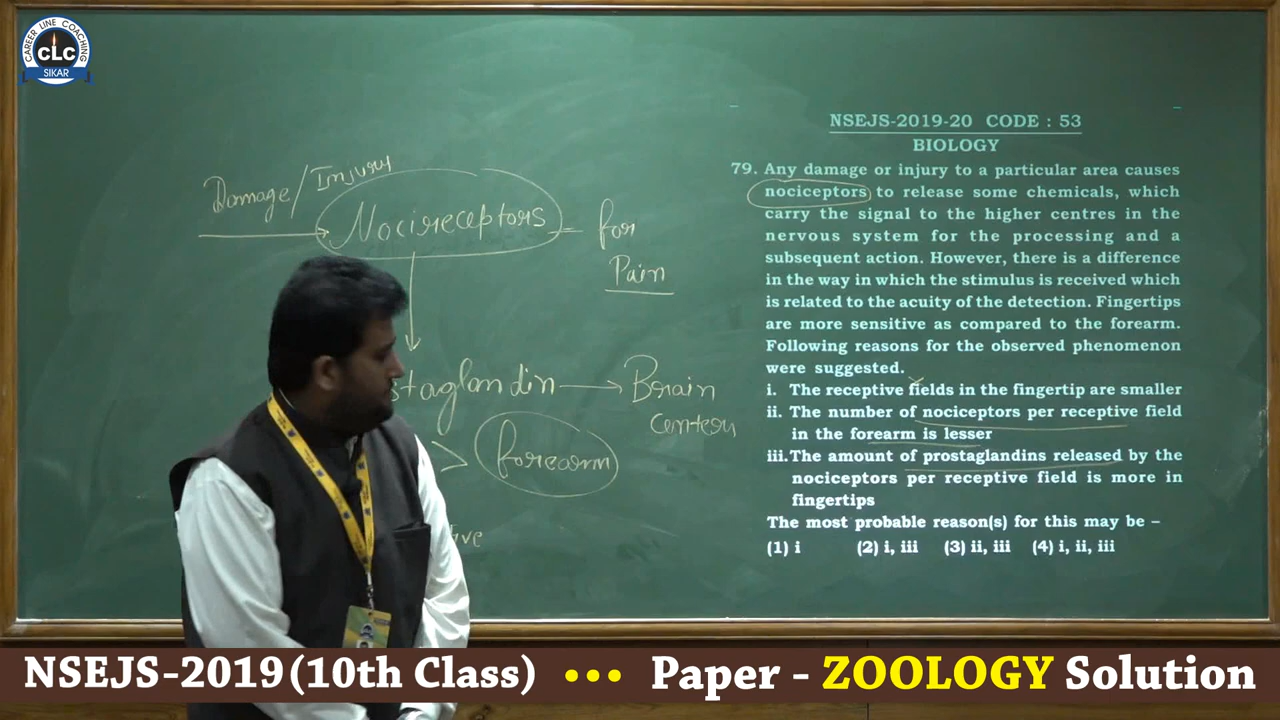 CAREER LINE COACHING
CLC
SIKAR
Damage/Injury
Nocireceptors = for
Pain
staglandin → Brain
centers
> forearm
ive
NSEJS-2019-20 CODE : 53
BIOLOGY
79. Any damage or injury to a particular area causes
nociceptors to release some chemicals, which
carry the signal to the higher centres in the
nervous system for the processing and a
subsequent action. However, there is a difference
in the way in which the stimulus is received which
is related to the acuity of the detection. Fingertips
are more sensitive as compared to the forearm.
Following reasons for the observed phenomenon
were suggested.
i. The receptive fields in the fingertip are smaller
ii. The number of nociceptors per receptive field
in the forearm is lesser
iii.The amount of prostaglandins released by the
nociceptors per receptive field is more in
fingertips
The most probable reason(s) for this may be –
(1) i (2) i, iii (3) ii, iii (4) i, ii, iii
NSEJS-2019(10th Class) ••• Paper - ZOOLOGY Solution